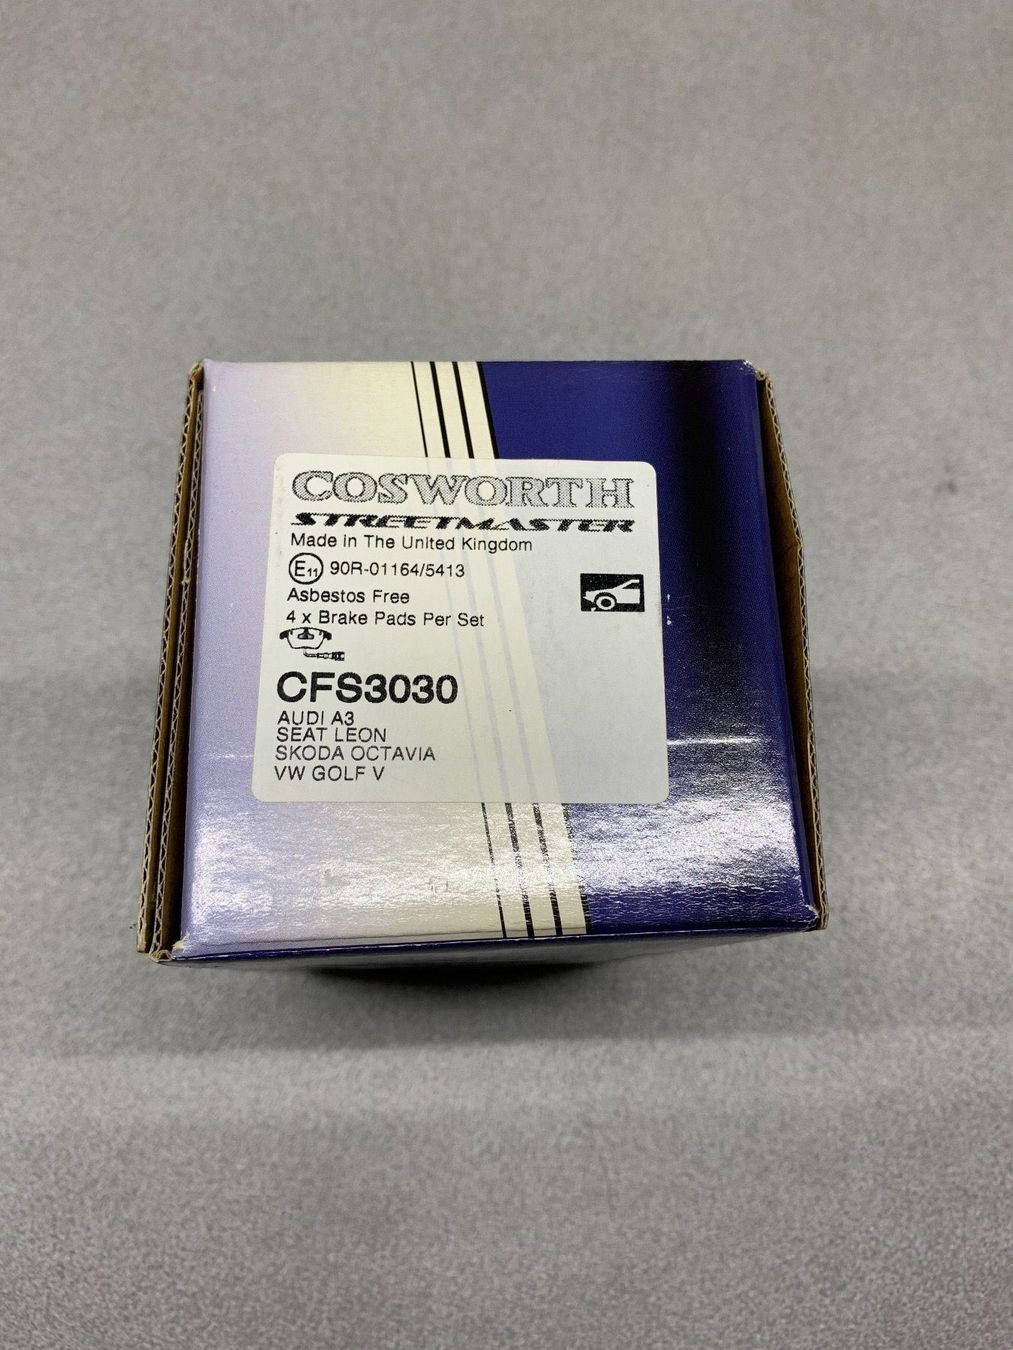 COSWORTH
STREETMASTER
Made in The United Kingdom
E11 90R-01164/5413
Asbestos Free
4 x Brake Pads Per Set
CFS3030
AUDI A3
SEAT LEON
SKODA OCTAVIA
VW GOLF V